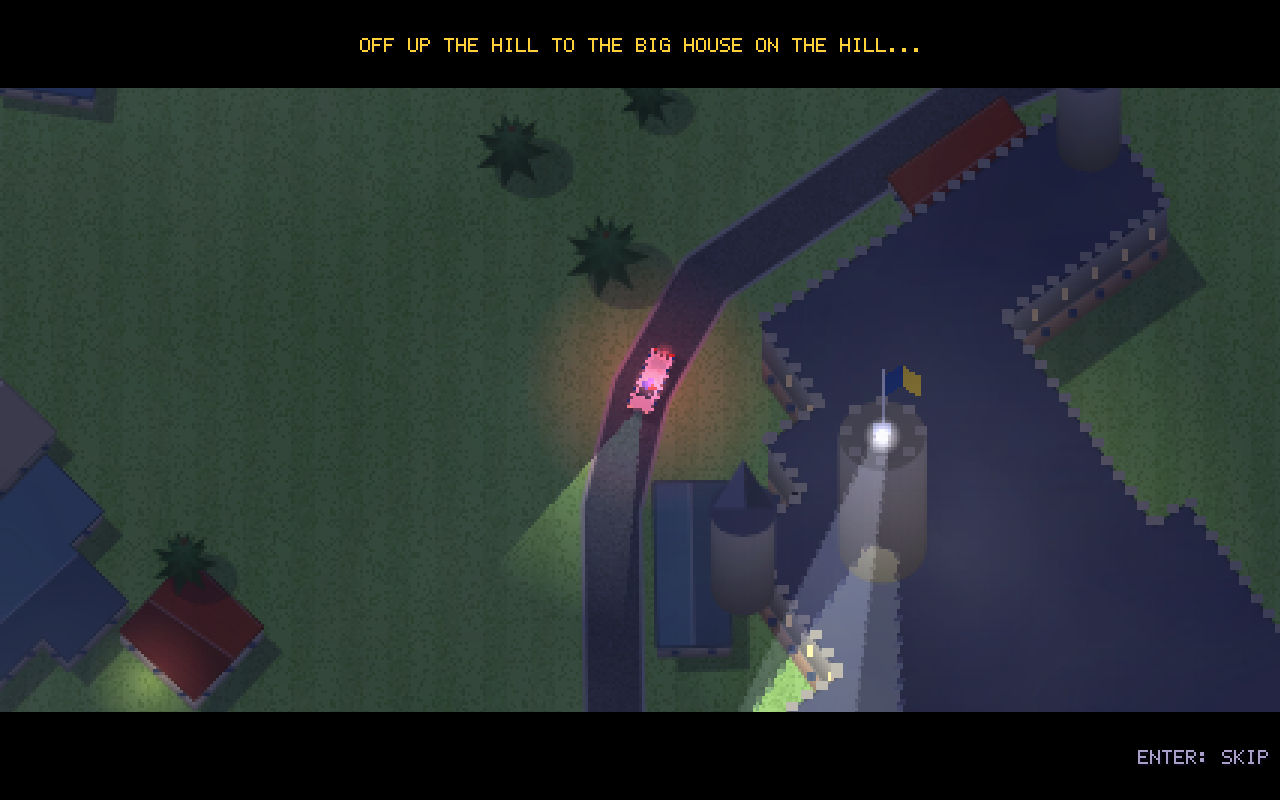 OFF UP THE HILL TO THE BIG HOUSE ON THE HILL...
ENTER: SKIP